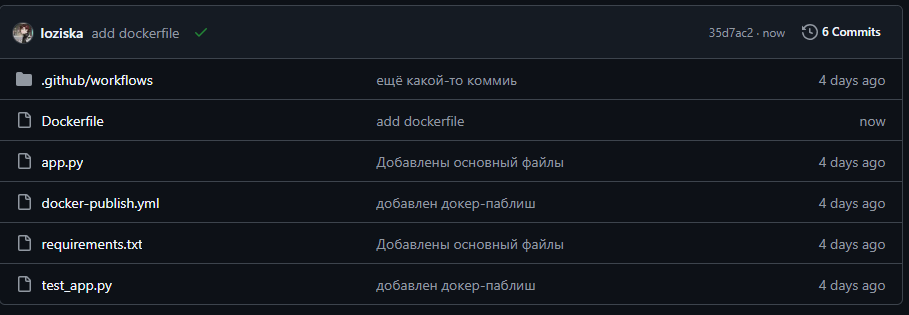 loziska add dockerfile 35d7ac2 · now 6 Commits
.github/workflows ещё какой-то коммиь 4 days ago
Dockerfile add dockerfile now
app.py Добавлены основный файлы 4 days ago
docker-publish.yml добавлен докер-паблиш 4 days ago
requirements.txt Добавлены основный файлы 4 days ago
test_app.py добавлен докер-паблиш 4 days ago